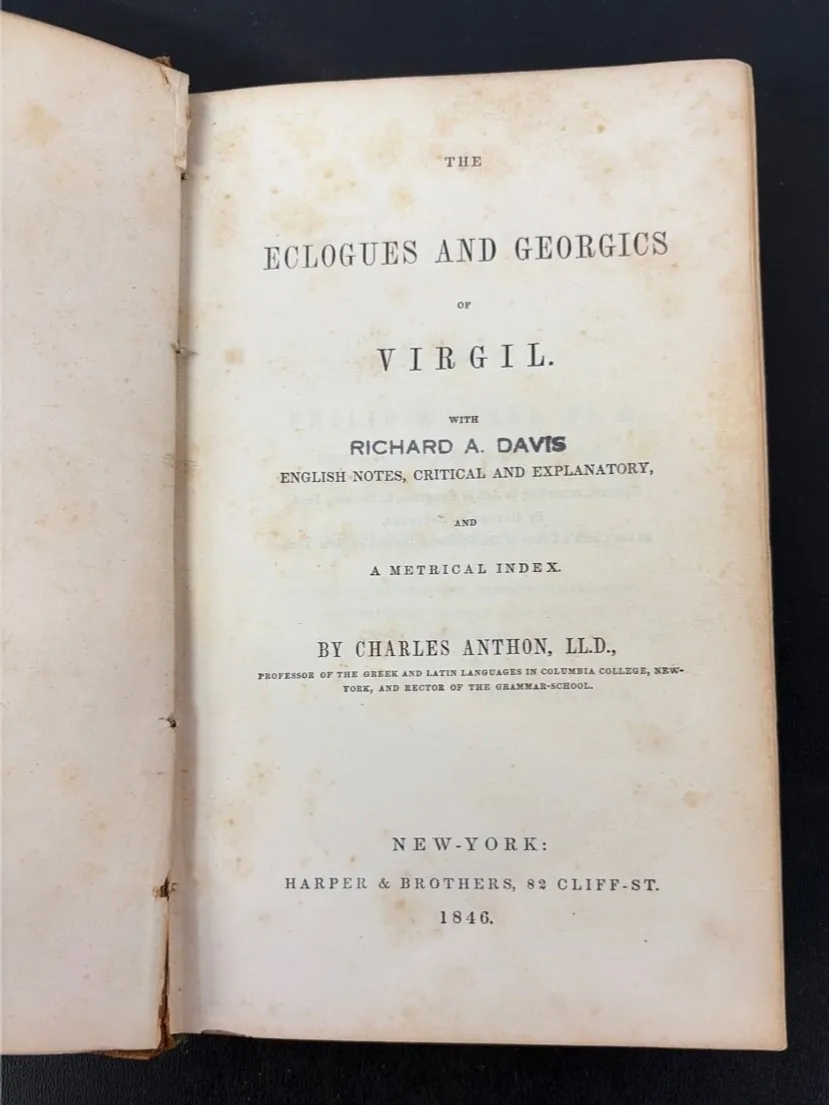 THE
ECLOGUES AND GEORGICS
OF
VIRGIL.
WITH
RICHARD A. DAVIS
ENGLISH NOTES, CRITICAL AND EXPLANATORY,
AND
A METRICAL INDEX.
BY CHARLES ANTHON, LL.D.,
PROFESSOR OF THE GREEK AND LATIN LANGUAGES IN COLUMBIA COLLEGE, NEW-
YORK, AND RECTOR OF THE GRAMMAR-SCHOOL.
NEW-YORK:
HARPER & BROTHERS, 82 CLIFF-ST.
1846.